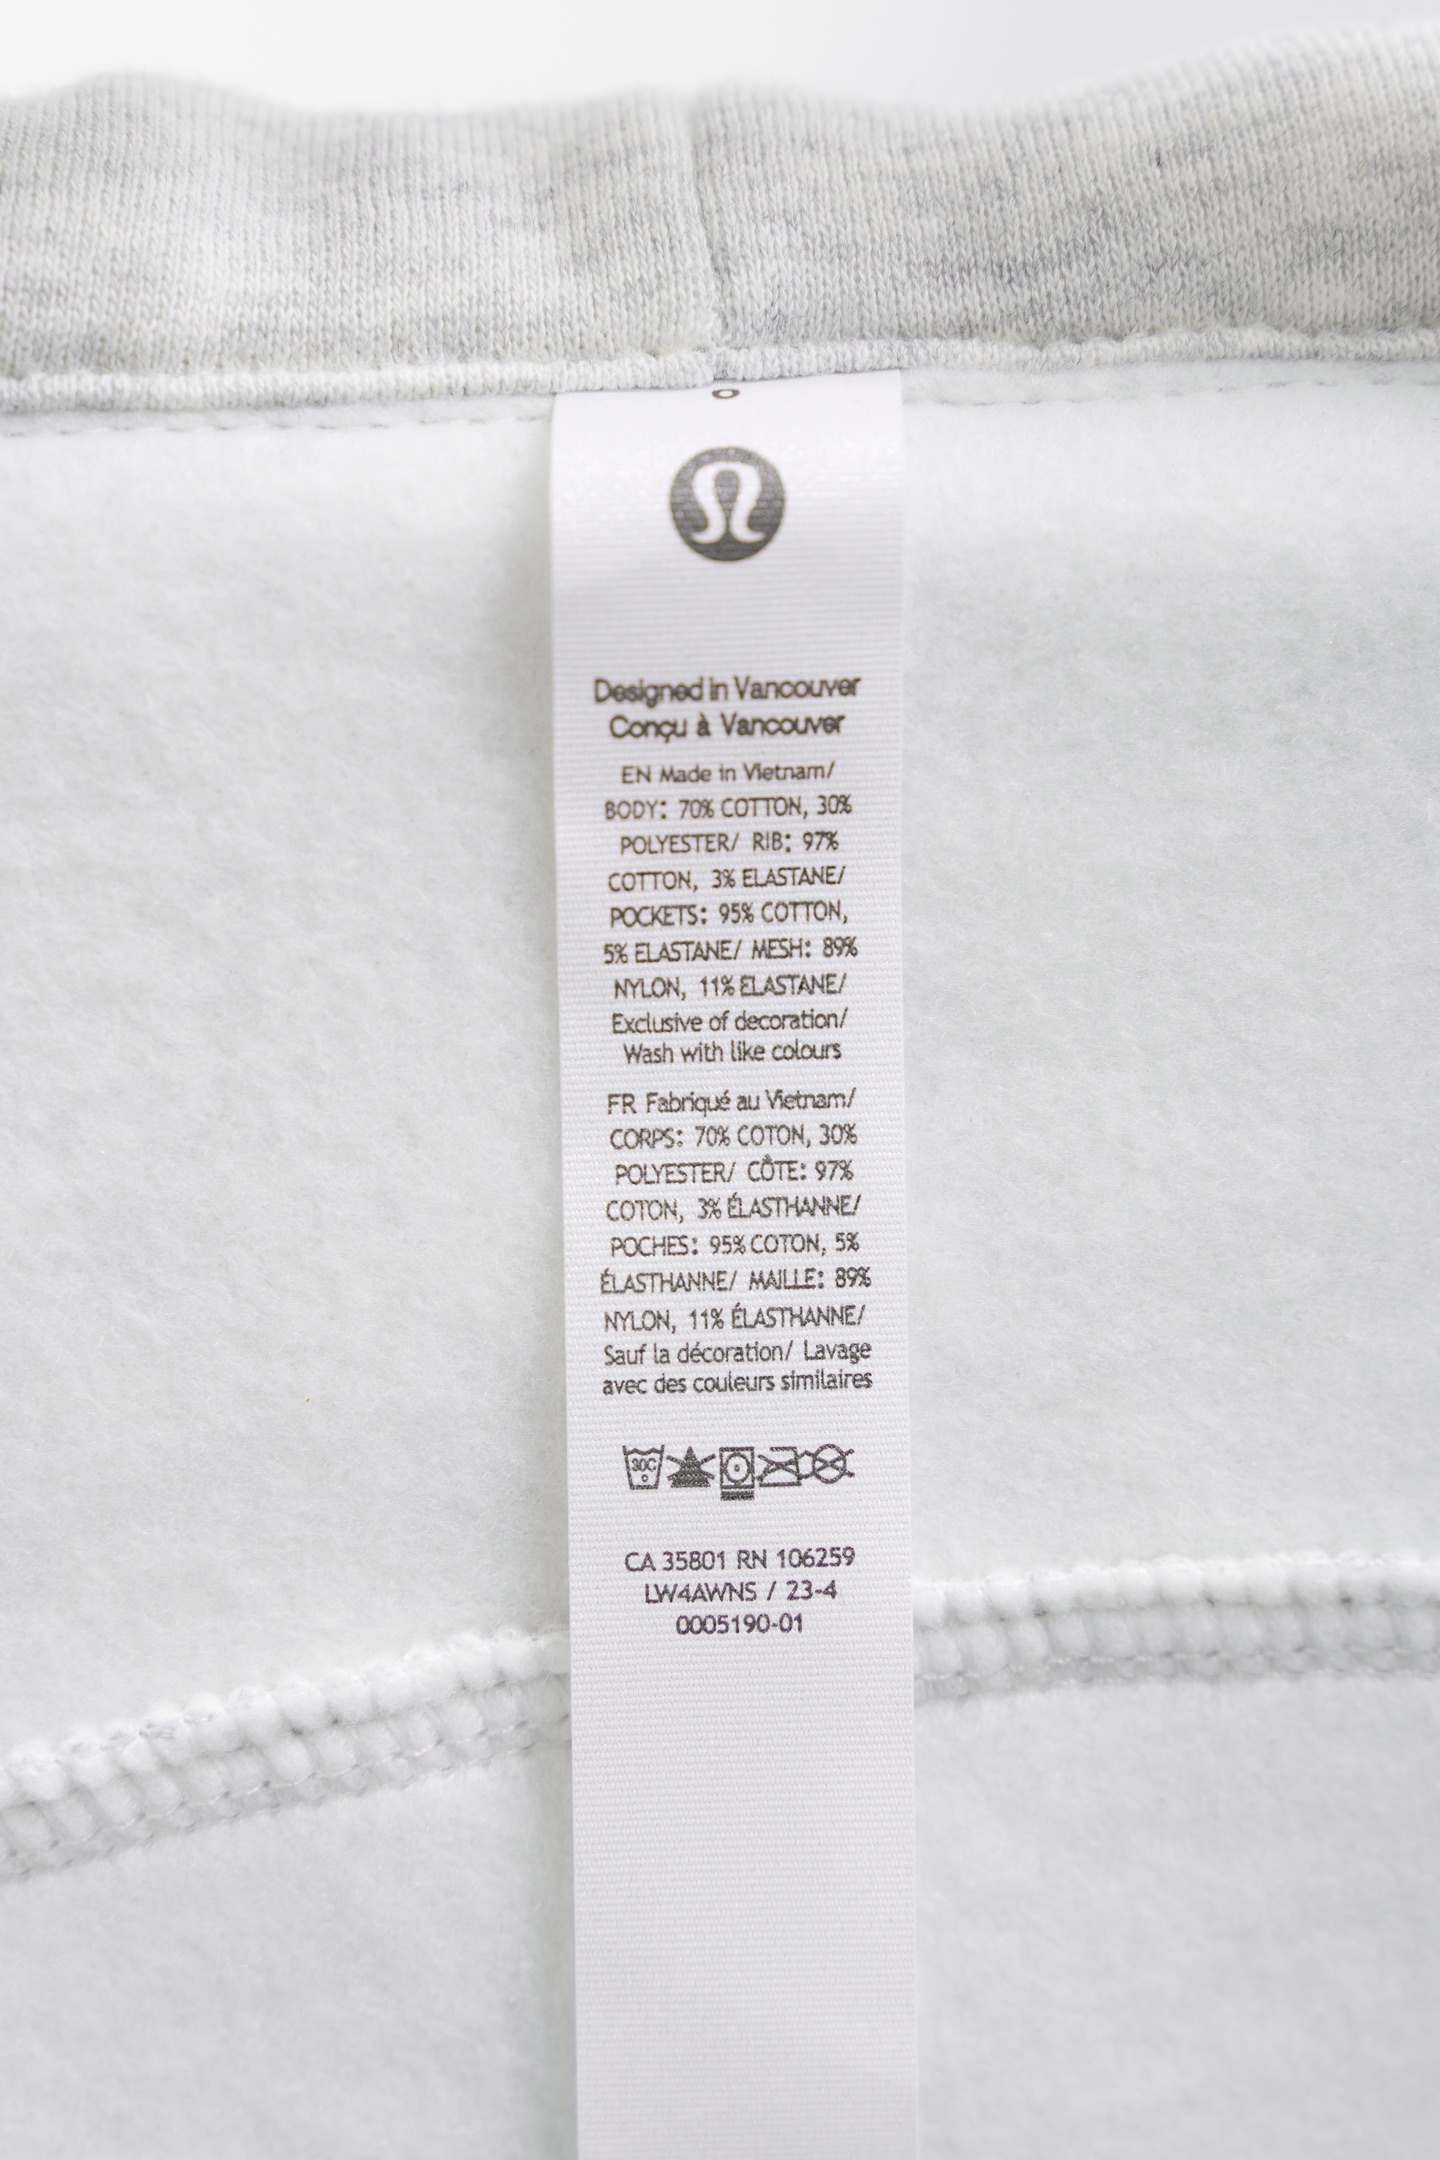 Designed in Vancouver
Conçu à Vancouver
EN Made in Vietnam/
BODY: 70% COTTON, 30%
POLYESTER/ RIB: 97%
COTTON, 3% ELASTANE/
POCKETS: 95% COTTON,
5% ELASTANE/ MESH: 89%
NYLON, 11% ELASTANE/
Exclusive of decoration/
Wash with like colours
FR Fabriqué au Vietnam/
CORPS: 70% COTON, 30%
POLYESTER/ CÔTE: 97%
COTON, 3% ÉLASTHANNE/
POCHES: 95% COTON, 5%
ÉLASTHANNE/ MAILLE: 89%
NYLON, 11% ÉLASTHANNE/
Sauf la décoration/ Lavage
avec des couleurs similaires
30C
CA 35801 RN 106259
LW4AWNS / 23-4
0005190-01